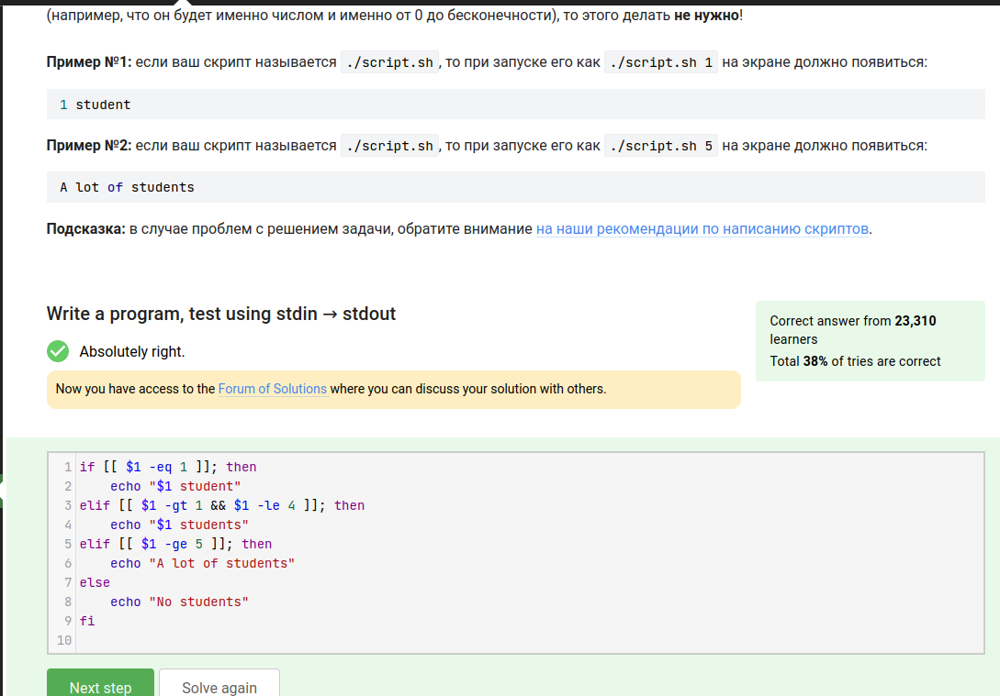 (например, что он будет именно числом и именно от 0 до бесконечности), то этого делать не нужно!
Пример №1: если ваш скрипт называется ./script.sh, то при запуске его как ./script.sh 1 на экране должно появиться:
1 student
Пример №2: если ваш скрипт называется ./script.sh, то при запуске его как ./script.sh 5 на экране должно появиться:
A lot of students
Подсказка: в случае проблем с решением задачи, обратите внимание на наши рекомендации по написанию скриптов.
Write a program, test using stdin → stdout
Absolutely right.
Now you have access to the Forum of Solutions where you can discuss your solution with others.
Correct answer from 23,310
learners
Total 38% of tries are correct
1 if [[ $1 -eq 1 ]]; then
2     echo "$1 student"
3 elif [[ $1 -gt 1 && $1 -le 4 ]]; then
4     echo "$1 students"
5 elif [[ $1 -ge 5 ]]; then
6     echo "A lot of students"
7 else
8     echo "No students"
9 fi
10
Next step
Solve again